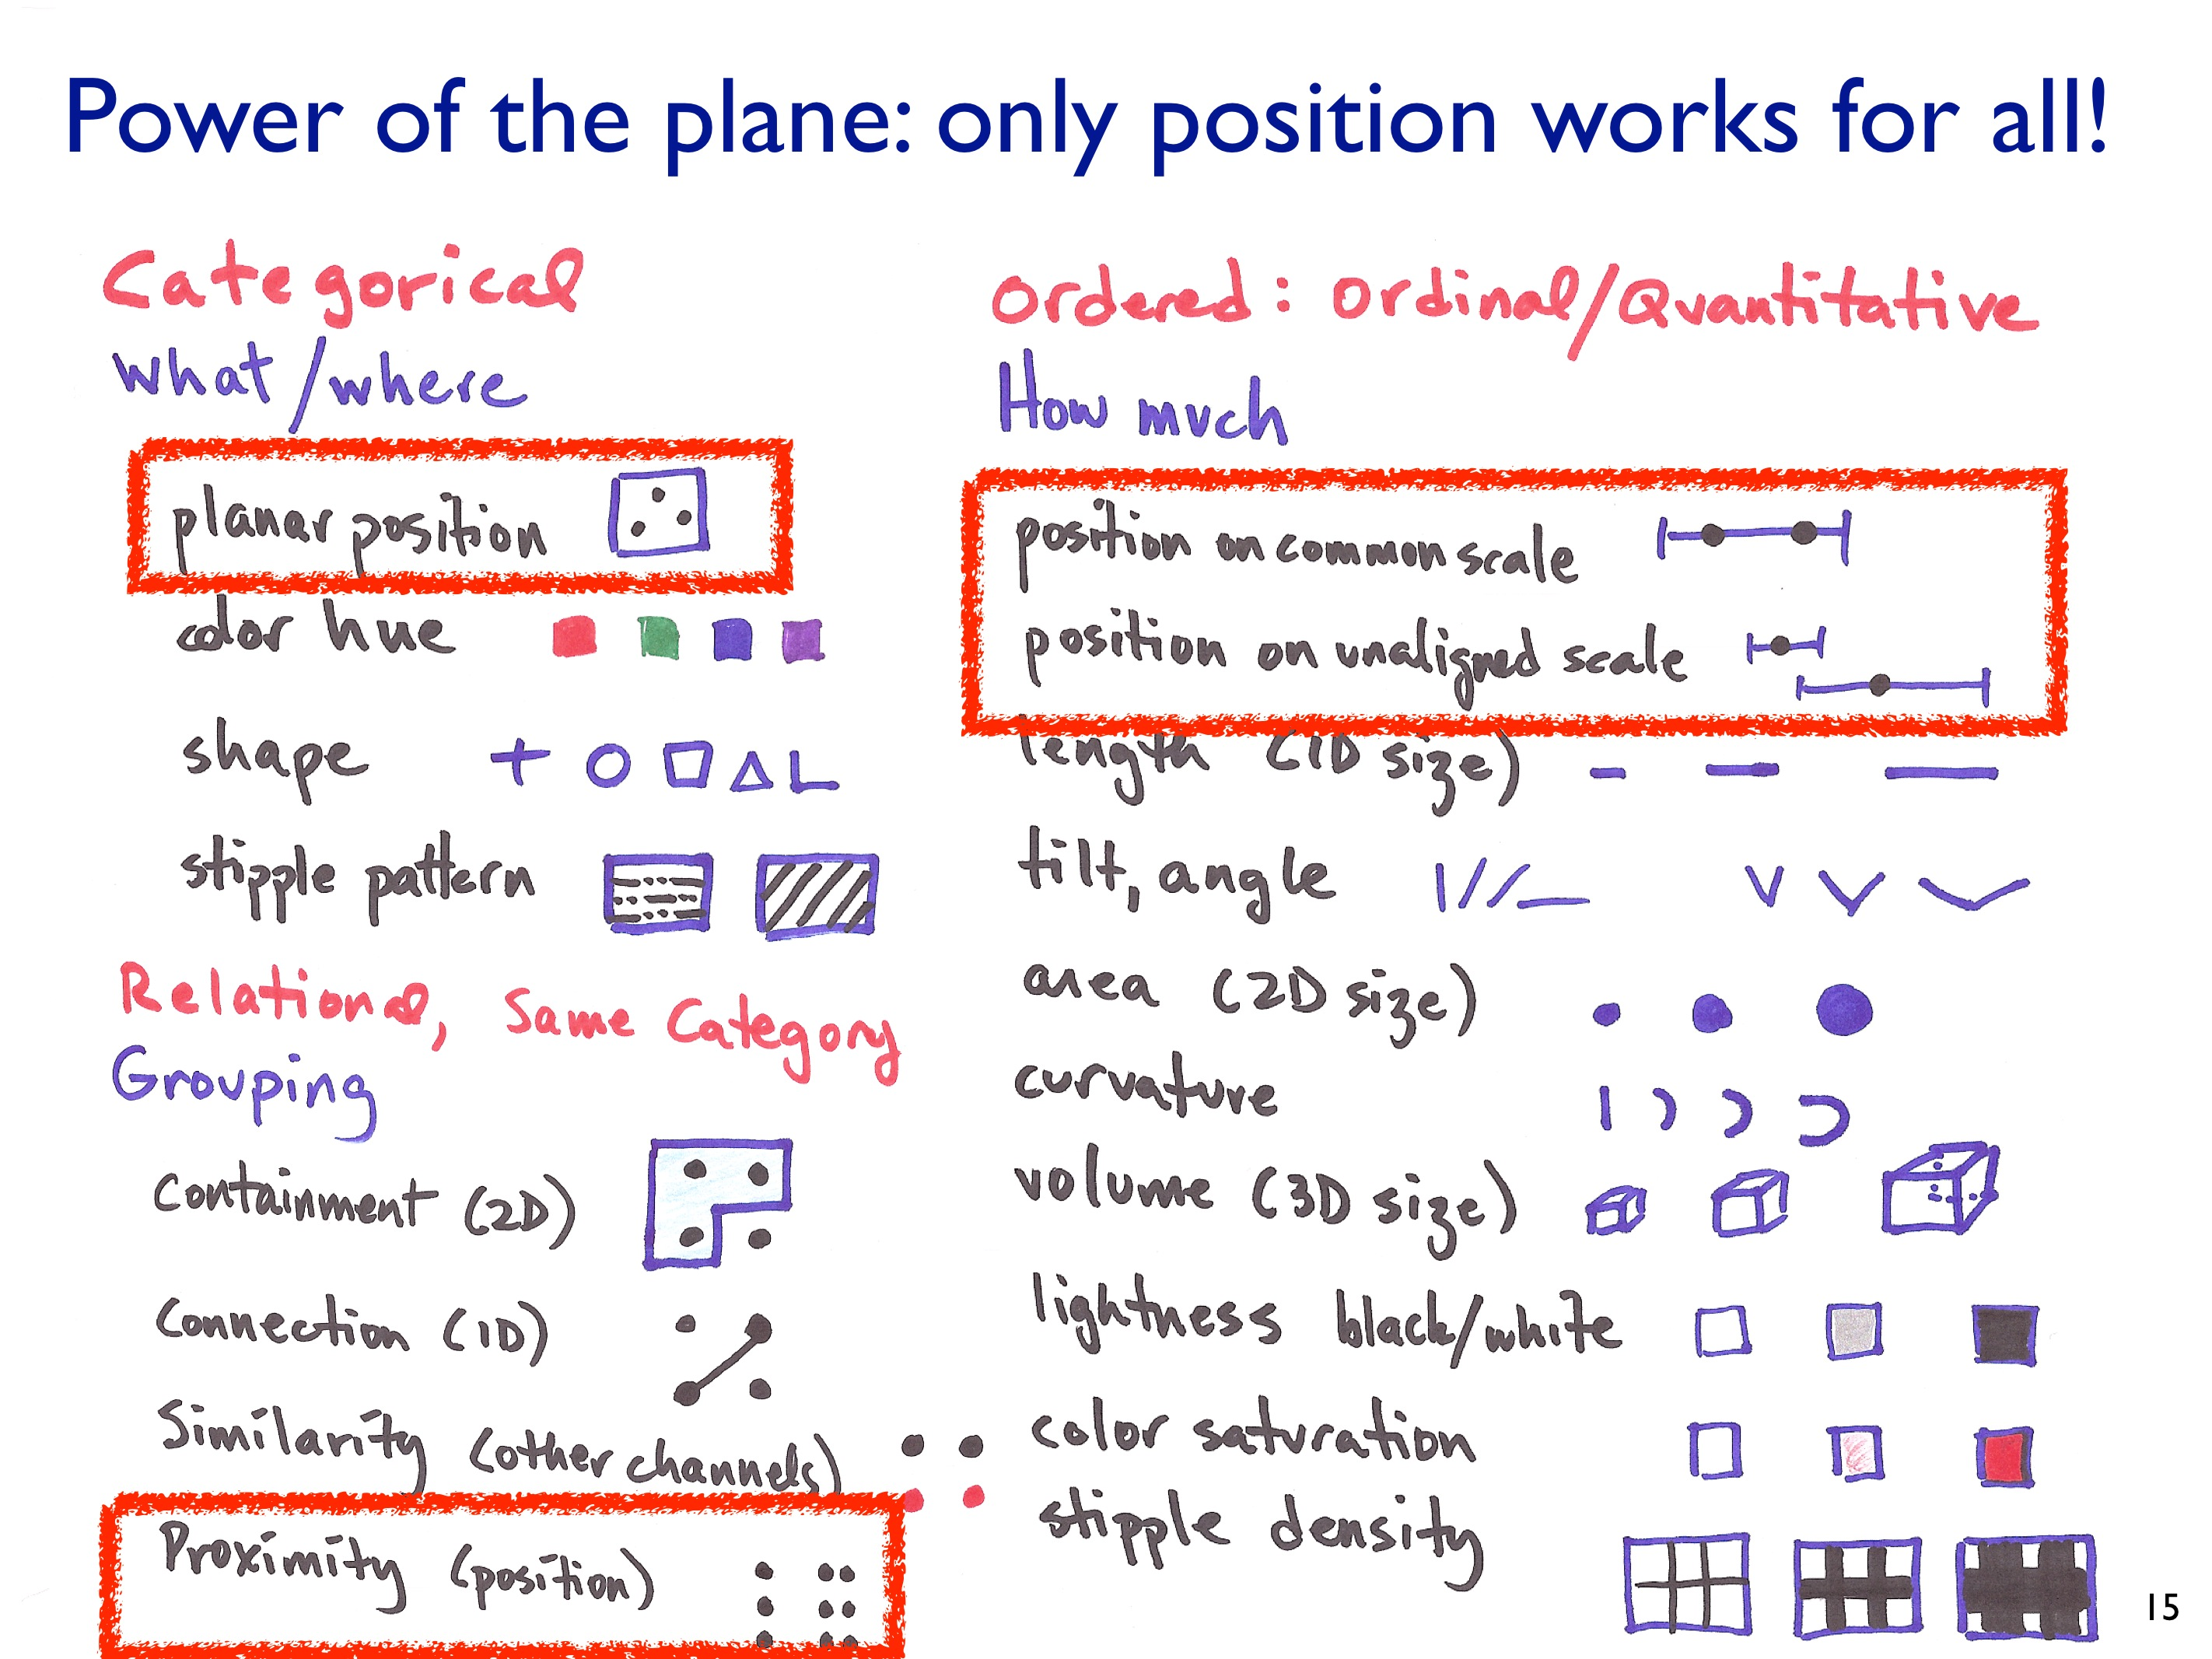 Power of the plane: only position works for all!
Categorical
What/where
planar position
color hue
shape
stipple pattern
Relational, Same Category
Grouping
Containment (2D)
Connection (1D)
Similarity (other channels)
Proximity (position)
Ordered: Ordinal/Quantitative
How much
position on common scale
position on unaligned scale
length (1D size)
tilt, angle
area (2D size)
curvature
volume (3D size)
lightness black/white
color saturation
stipple density
15